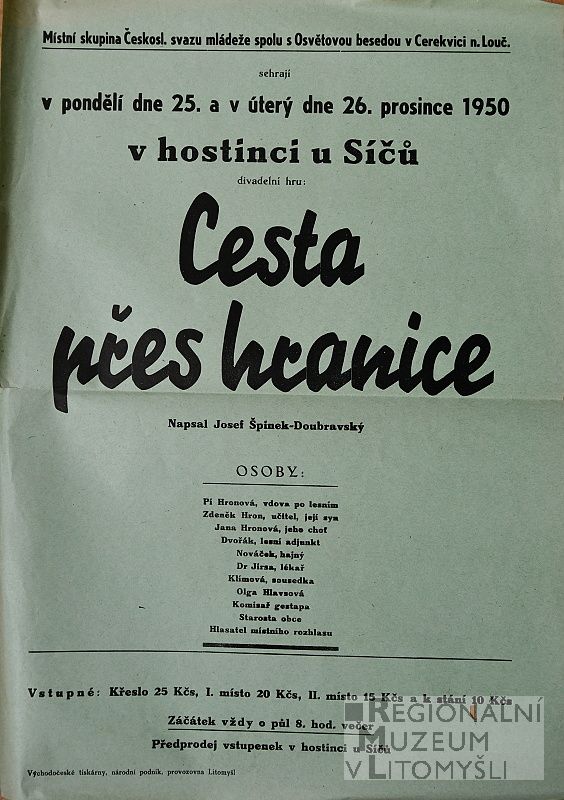 Místní skupina Českosl. svazu mládeže spolu s Osvětovou besedou v Cerekvici n. Louč.
sehrají
v pondělí dne 25. a v úterý dne 26. prosince 1950
v hostinci u Síčů
divadelní hru:
Cesta
přes hranice
Napsal Josef Špinek-Doubravský
OSOBY:
Pí Hronová, vdova po lesním
Zdeněk Hron, učitel, její syn
Jana Hronová, jeho choť
Dvořák, lesní adjunkt
Nováček, hajný
Dr Jirsa, lékař
Klímová, sousedka
Olga Hlavsová
Komisař gestapa
Starosta obce
Hlasatel místního rozhlasu
Vstupné: Křeslo 25 Kčs, I. místo 20 Kčs, II. místo 15 Kčs a k stání 10 Kčs
Záčátek vždy o půl 8. hod. večer
Předprodej vstupenek v hostinci u Síčů
Východočeské tiskárny, národní podnik, provozovna Litomyšl
REGIONÁLNÍ
MUZEUM
V LITOMYŠLI